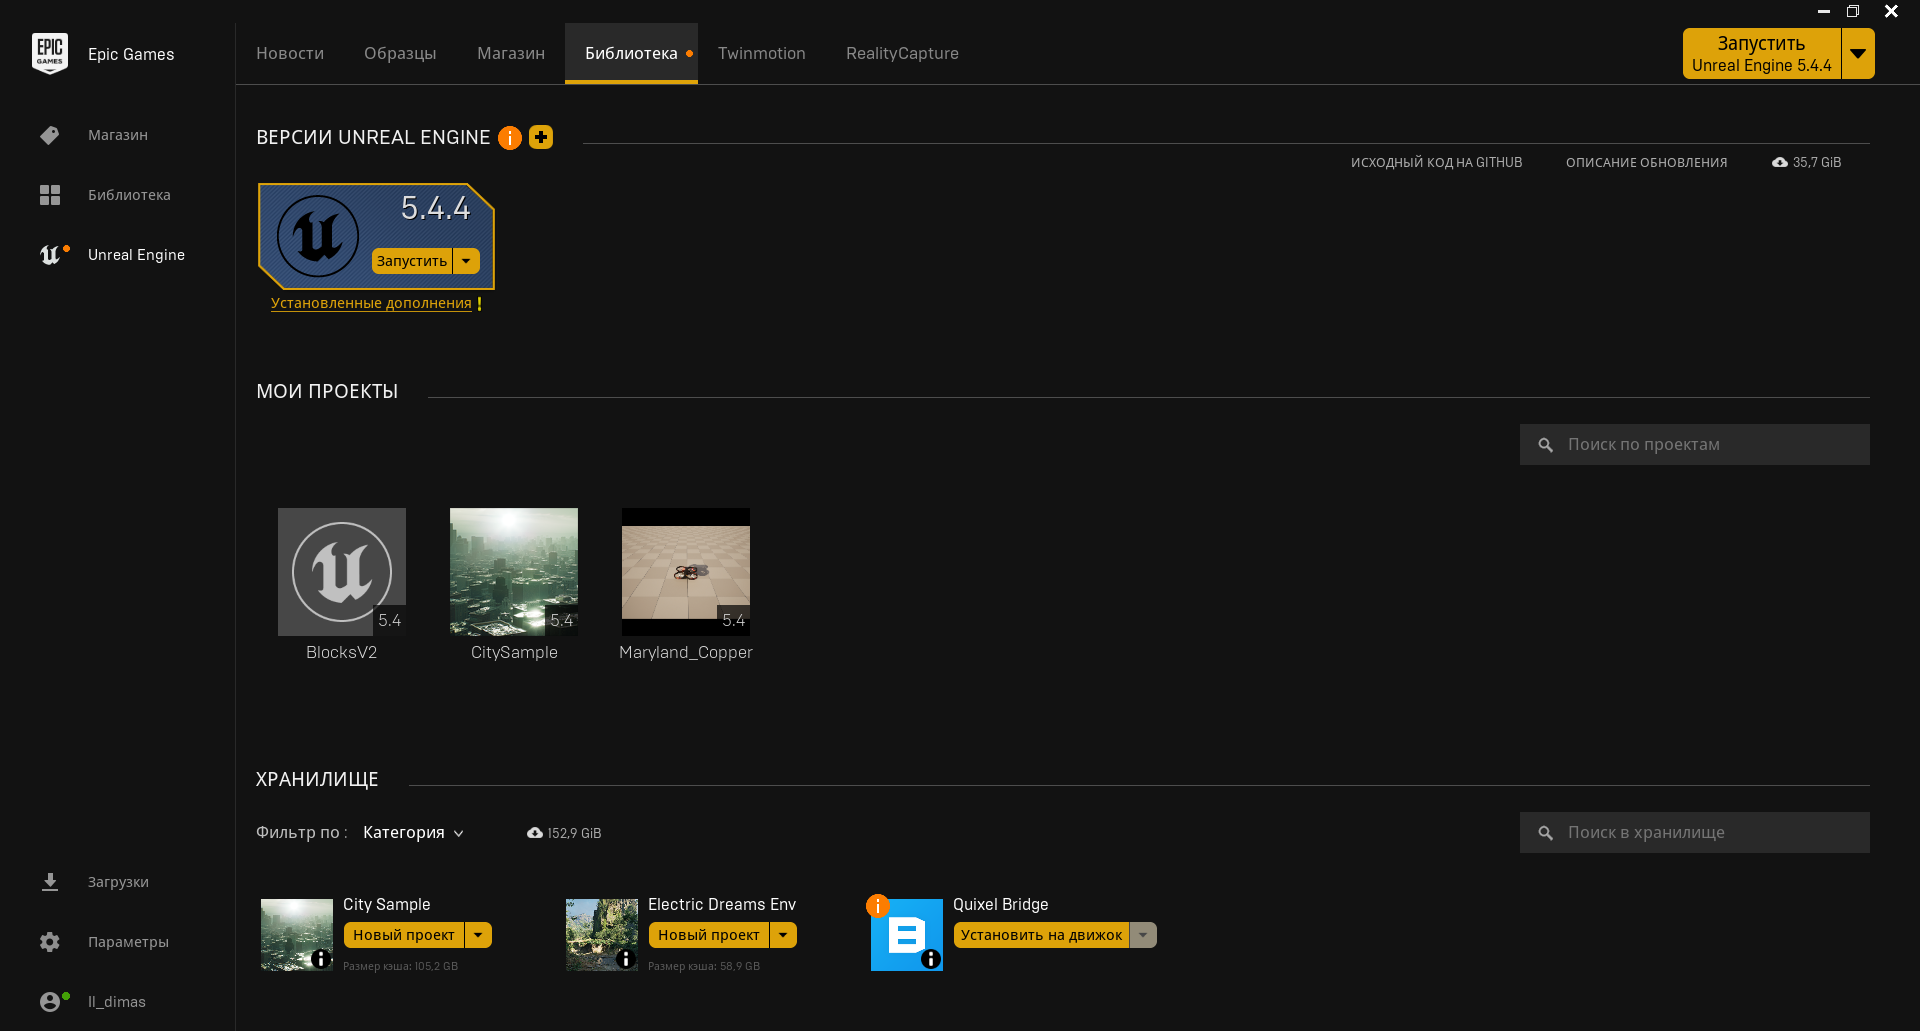 EPIC GAMES
Epic Games
Новости
Образцы
Магазин
Библиотека
Twinmotion
RealityCapture
Запустить
Unreal Engine 5.4.4
Магазин
Библиотека
Unreal Engine
ВЕРСИИ UNREAL ENGINE
ИСХОДНЫЙ КОД НА GITHUB
ОПИСАНИЕ ОБНОВЛЕНИЯ
35,7 GiB
5.4.4
Запустить
Установленные дополнения !
МОИ ПРОЕКТЫ
Поиск по проектам
5.4
5.4
5.4
BlocksV2
CitySample
Maryland_Copper
ХРАНИЛИЩЕ
Фильтр по :
Категория
152,9 GiB
Поиск в хранилище
City Sample
Новый проект
Размер кэша: 105,2 GB
Electric Dreams Env
Новый проект
Размер кэша: 58,9 GB
Quixel Bridge
Установить на движок
Загрузки
Параметры
Il_dimas